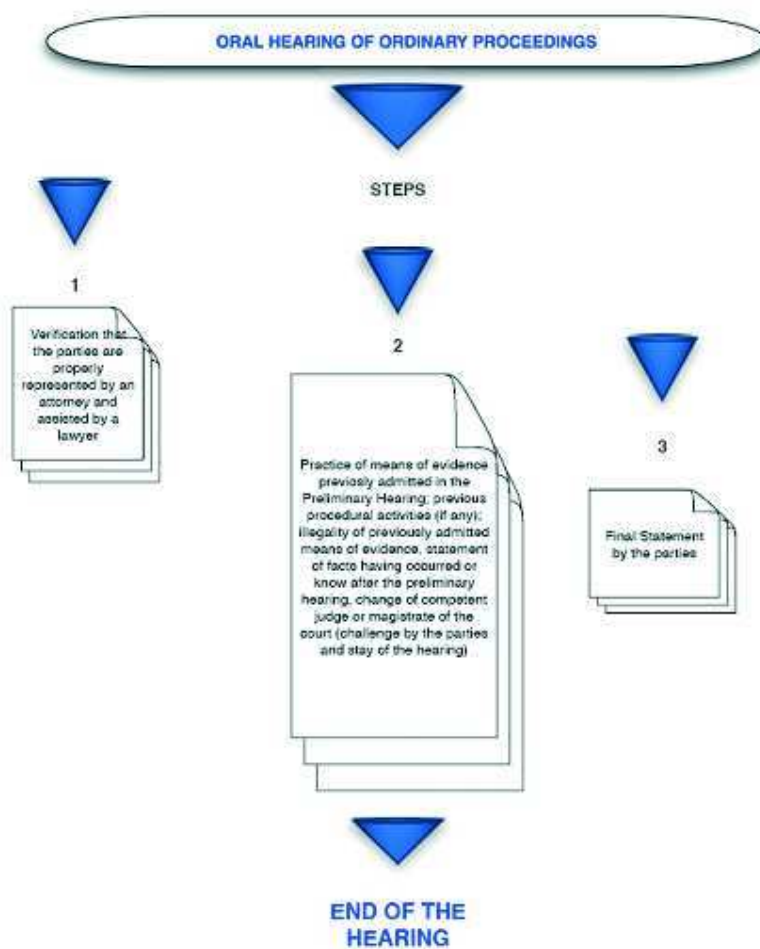 ORAL HEARING OF ORDINARY PROCEEDINGS
STEPS
1
Verification that
the parties are
properly
represented by an
attorney and
assisted by a
lawyer
2
Practice of means of evidence
previosly admitted in the
Preliminary Hearing; previous
procedural activities (if any);
illegality of previously admitted
means of evidence, statement
of facts having occurred or
know after the preliminary
hearing, change of competent
judge or magistrate of the
court (challenge by the parties
and stay of the hearing)
3
Final Statement
by the parties
END OF THE
HEARING